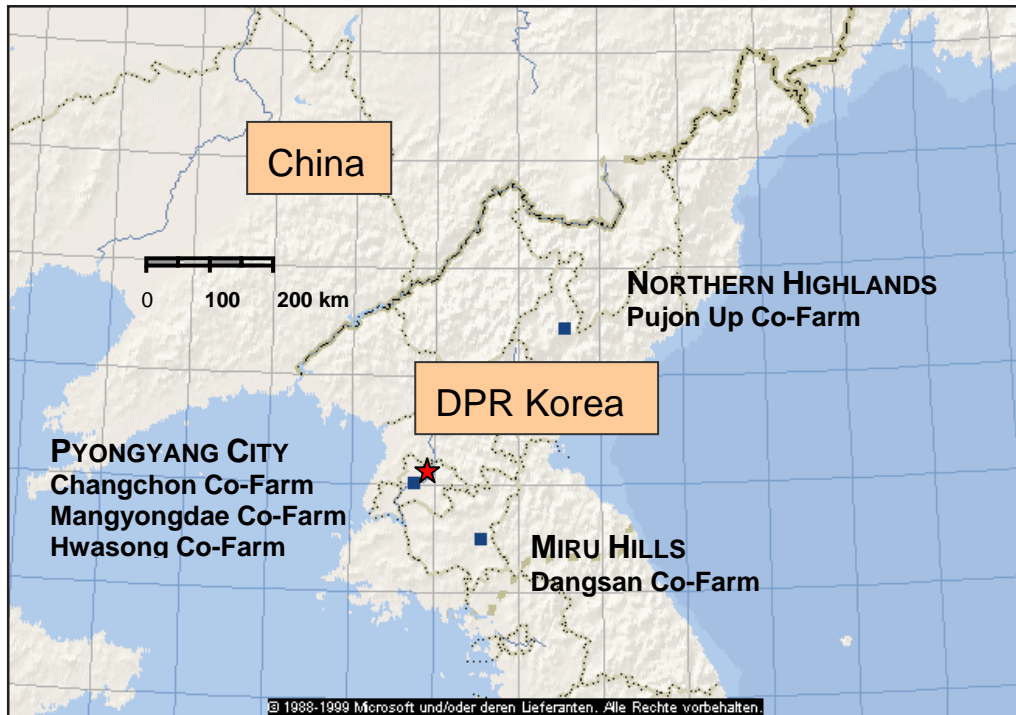 China
0 100 200 km
NORTHERN HIGHLANDS
Pujon Up Co-Farm
DPR Korea
PYONGYANG CITY
Changchon Co-Farm
Mangyongdae Co-Farm
Hwasong Co-Farm
MIRU HILLS
Dangsan Co-Farm
© 1988-1999 Microsoft und/oder deren Lieferanten. Alle Rechte vorbehalten.